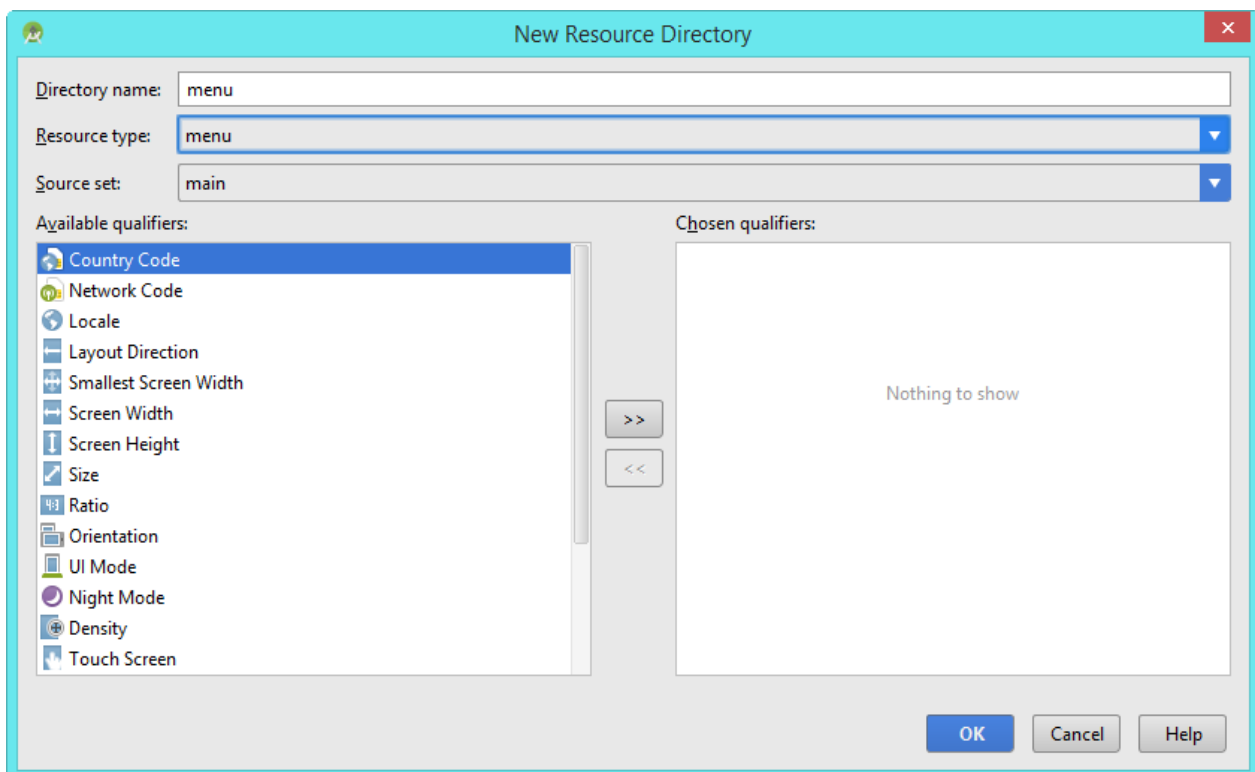 New Resource Directory
Directory name: menu
Resource type: menu
Source set: main
Available qualifiers:
Country Code
Network Code
Locale
Layout Direction
Smallest Screen Width
Screen Width
Screen Height
Size
Ratio
Orientation
UI Mode
Night Mode
Density
Touch Screen
>>
<<
Chosen qualifiers:
Nothing to show
OK Cancel Help